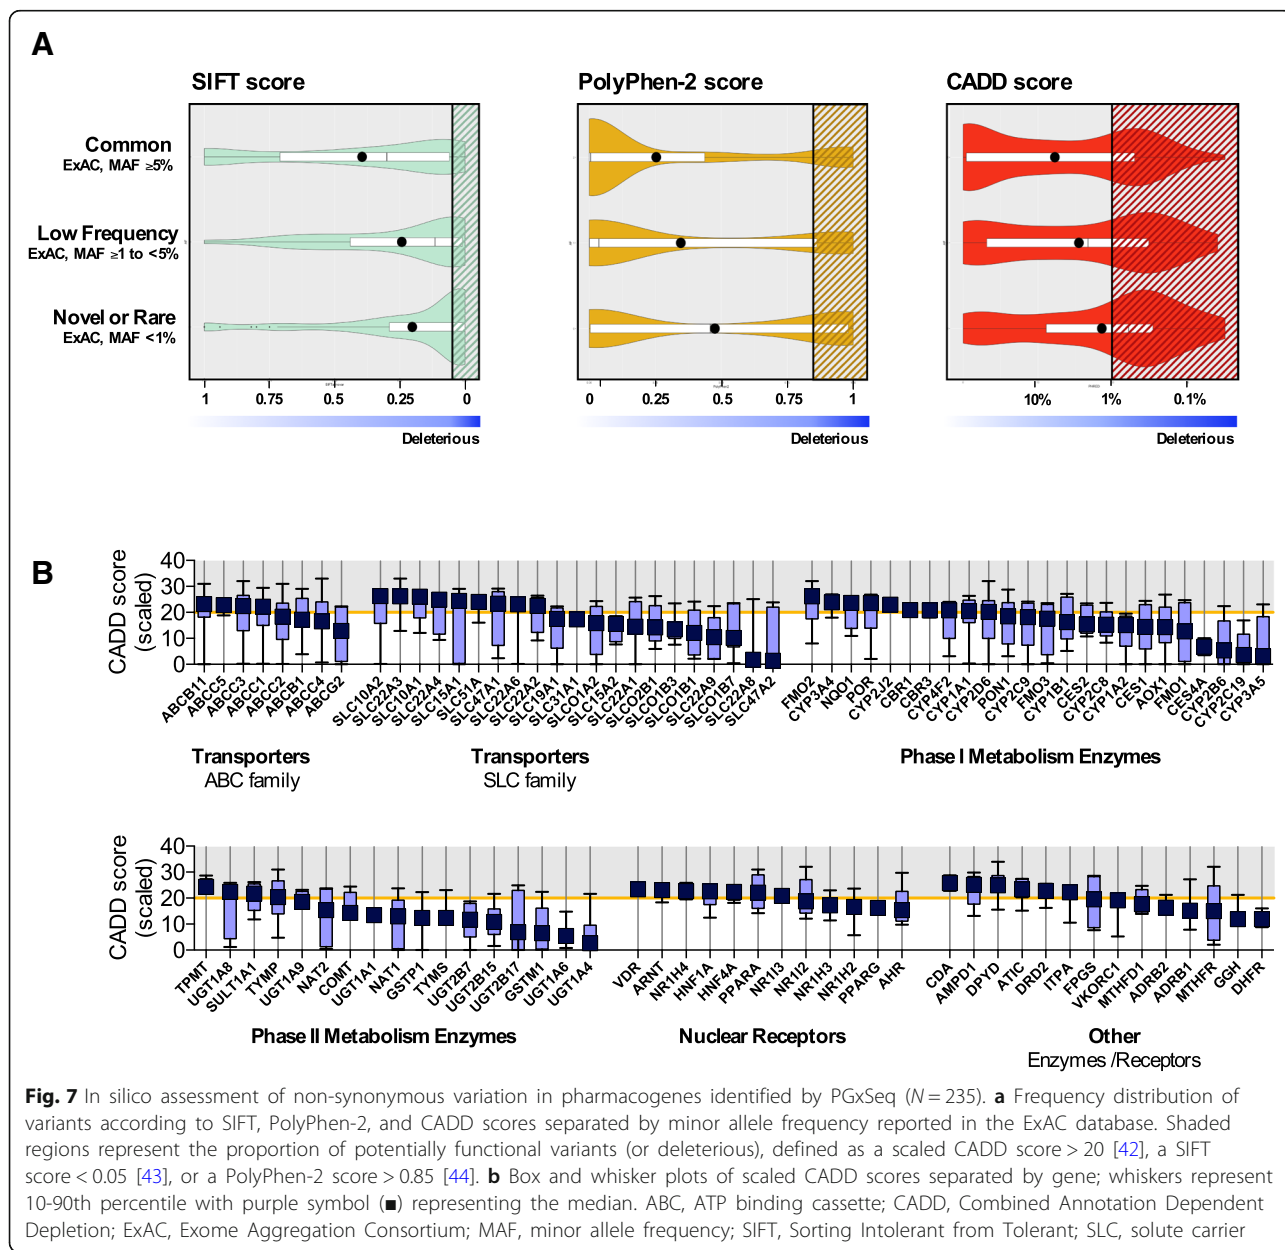 A
SIFT score
PolyPhen-2 score
CADD score
Common
ExAC, MAF ≥5%
Low Frequency
ExAC, MAF ≥1 to <5%
Novel or Rare
ExAC, MAF <1%
1 0.75 0.5 0.25 0
0 0.25 0.5 0.75 1
10% 1% 0.1%
Deleterious
Deleterious
Deleterious
B
CADD score
(scaled)
40
30
20
10
0
ABCB11 ABCC5 ABCC3 ABCC1 ABCC2 ABCB1 ABCC4 ABCG2
SLC10A2 SLC22A3 SLC10A1 SLC22A4 SLC15A1 SLC51A SLC47A1 SLC22A6 SLC22A2 SLC19A1 SLC31A1 SLCO1A2 SLC15A2 SLC22A1 SLCO2B1 SLCO1B3 SLCO1B1 SLC22A9 SLCO1B7 SLC22A8 SLC47A2
FMO2 CYP3A4 NQO1 POR CYP2J2 CBR1 CBR3 CYP4F2 CYP1A1 CYP2D6 PON1 CYP2C9 FMO3 CYP1B1 CES2 CYP2C8 CYP1A2 CES1 AOX1 FMO1 CES4A CYP2B6 CYP2C19 CYP3A5
Transporters
ABC family
Transporters
SLC family
Phase I Metabolism Enzymes
CADD score
(scaled)
40
30
20
10
0
TPMT UGT1A8 SULT1A1 TYMP UGT1A9 NAT2 COMT UGT1A1 NAT1 GSTP1 TYMS UGT2B7 UGT2B15 UGT2B17 GSTM1 UGT1A6 UGT1A4
VDR ARNT NR1H4 HNF1A HNF4A PPARA NR1I3 NR1I2 NR1H3 NR1H2 PPARG AHR
CDA AMPD1 DPYD ATIC DRD2 ITPA FPGS VKORC1 MTHFD1 ADRB2 ADRB1 MTHFR GGH DHFR
Phase II Metabolism Enzymes
Nuclear Receptors
Other
Enzymes /Receptors
Fig. 7 In silico assessment of non-synonymous variation in pharmacogenes identified by PGxSeq (N = 235). a Frequency distribution of
variants according to SIFT, PolyPhen-2, and CADD scores separated by minor allele frequency reported in the ExAC database. Shaded
regions represent the proportion of potentially functional variants (or deleterious), defined as a scaled CADD score > 20 [42], a SIFT
score < 0.05 [43], or a PolyPhen-2 score > 0.85 [44]. b Box and whisker plots of scaled CADD scores separated by gene; whiskers represent
10-90th percentile with purple symbol (■) representing the median. ABC, ATP binding cassette; CADD, Combined Annotation Dependent
Depletion; ExAC, Exome Aggregation Consortium; MAF, minor allele frequency; SIFT, Sorting Intolerant from Tolerant; SLC, solute carrier